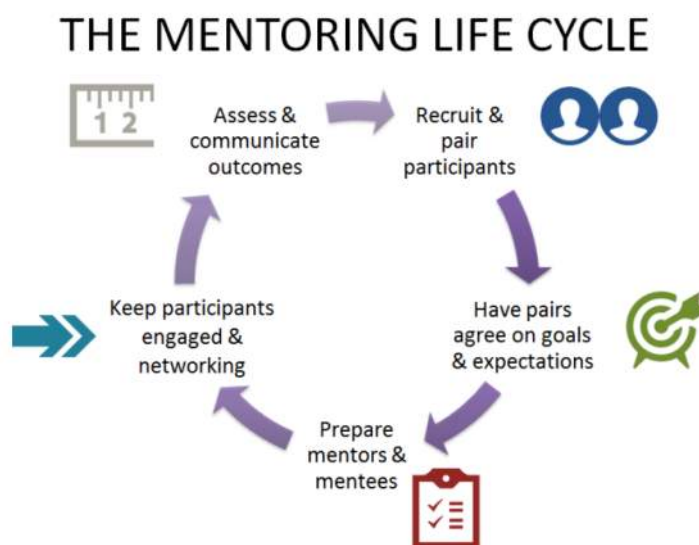 THE MENTORING LIFE CYCLE
1 2
Assess &
communicate
outcomes
Recruit &
pair
participants
Have pairs
agree on goals
& expectations
Prepare
mentors &
mentees
Keep participants
engaged &
networking